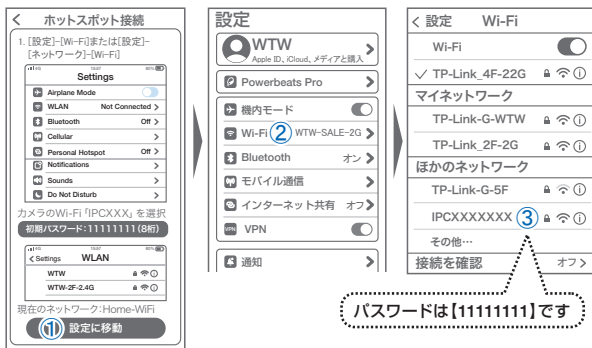 ホットスポット接続
1. [設定]-[Wi-Fi]または[設定]-
[ネットワーク]-[Wi-Fi]
Settings
Airplane Mode
WLAN Not Connected
Bluetooth Off
Cellular
Personal Hotspot Off
Notifications
Sounds
Do Not Disturb
カメラのWi-Fi「IPCXXX」を選択
初期パスワード:11111111(8桁)
Settings WLAN
WTW
WTW-2F-2.4G
現在のネットワーク:Home-WiFi
① 設定に移動
設定
WTW
Apple ID、iCloud、メディアと購入
Powerbeats Pro
機内モード
Wi-Fi ② WTW-SALE-2G
Bluetooth オン
モバイル通信
インターネット共有 オフ
VPN VPN
通知
設定 Wi-Fi
Wi-Fi
TP-Link_4F-22G
マイネットワーク
TP-Link-G-WTW
TP-Link_2F-2G
ほかのネットワーク
TP-Link-G-5F
IPCXXXXXXX ③
その他…
接続を確認 オフ
パスワードは【11111111】です